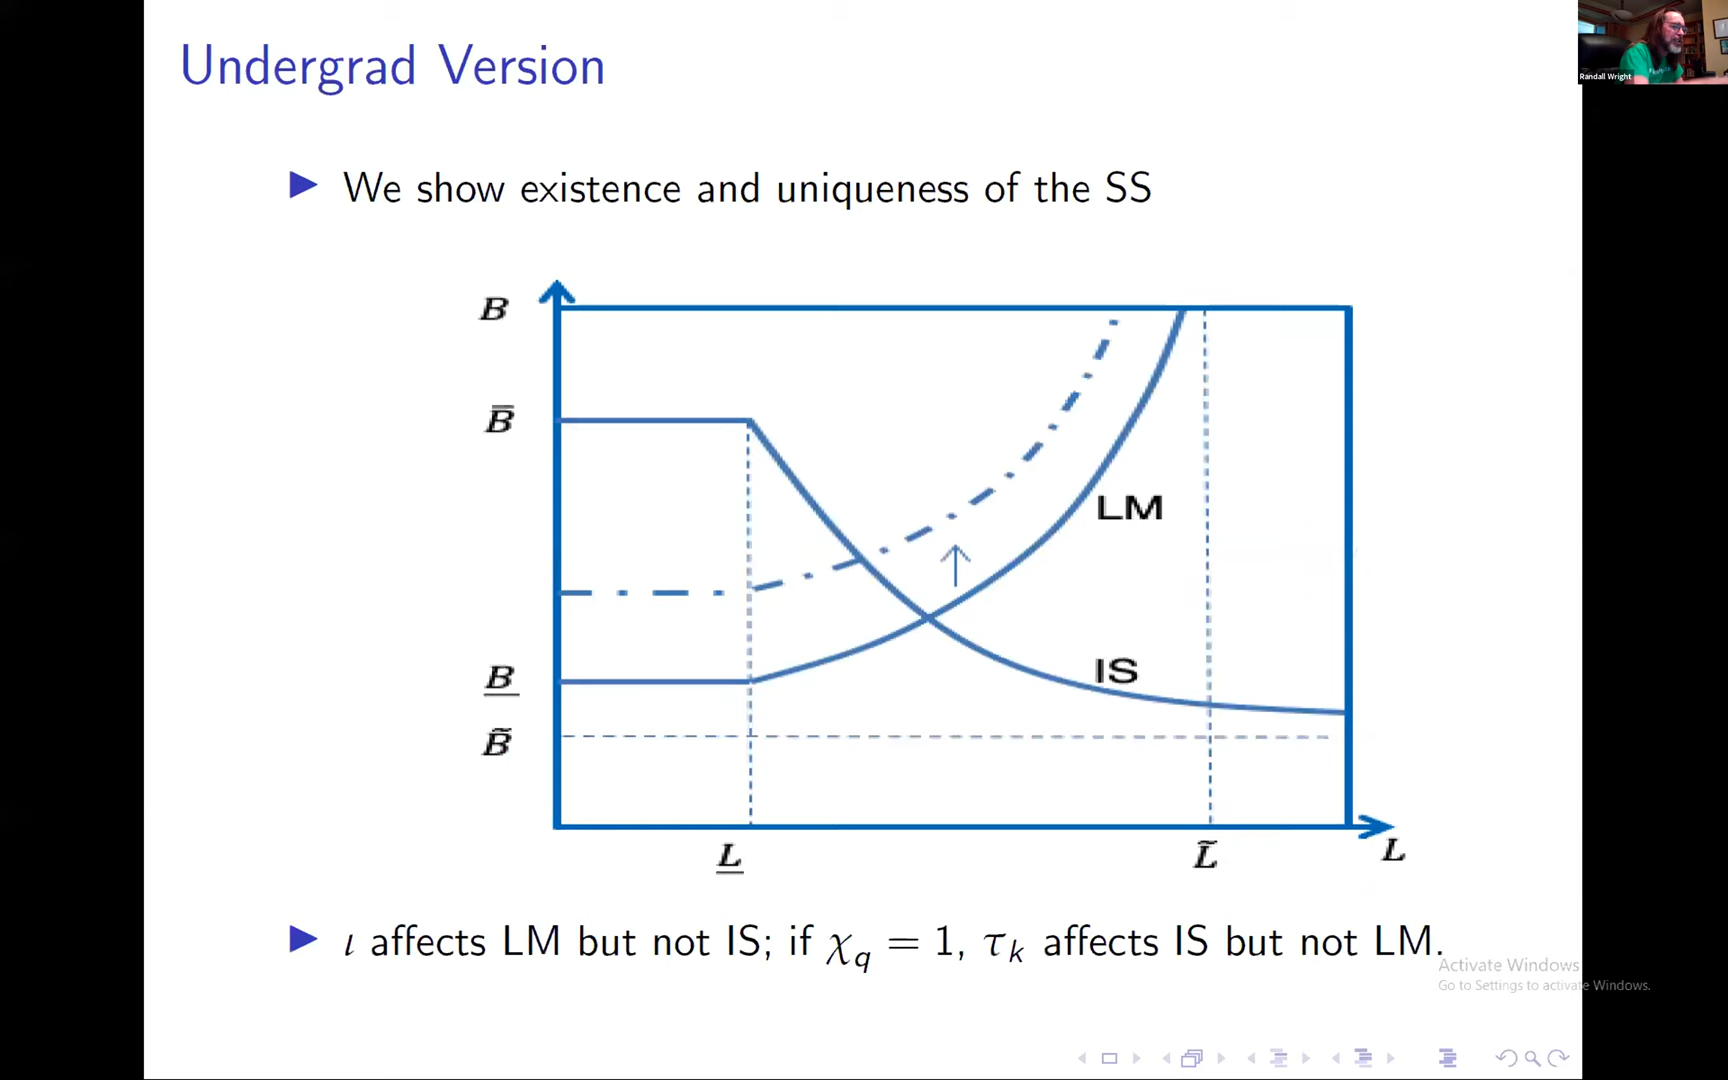 Undergrad Version
Randall Wright
▶ We show existence and uniqueness of the SS
B
B̄
LM
B̲
IS
B̃
L̲
L̃
L
▶ ι affects LM but not IS; if χq = 1, τk affects IS but not LM.
Activate Windows
Go to Settings to activate Windows.